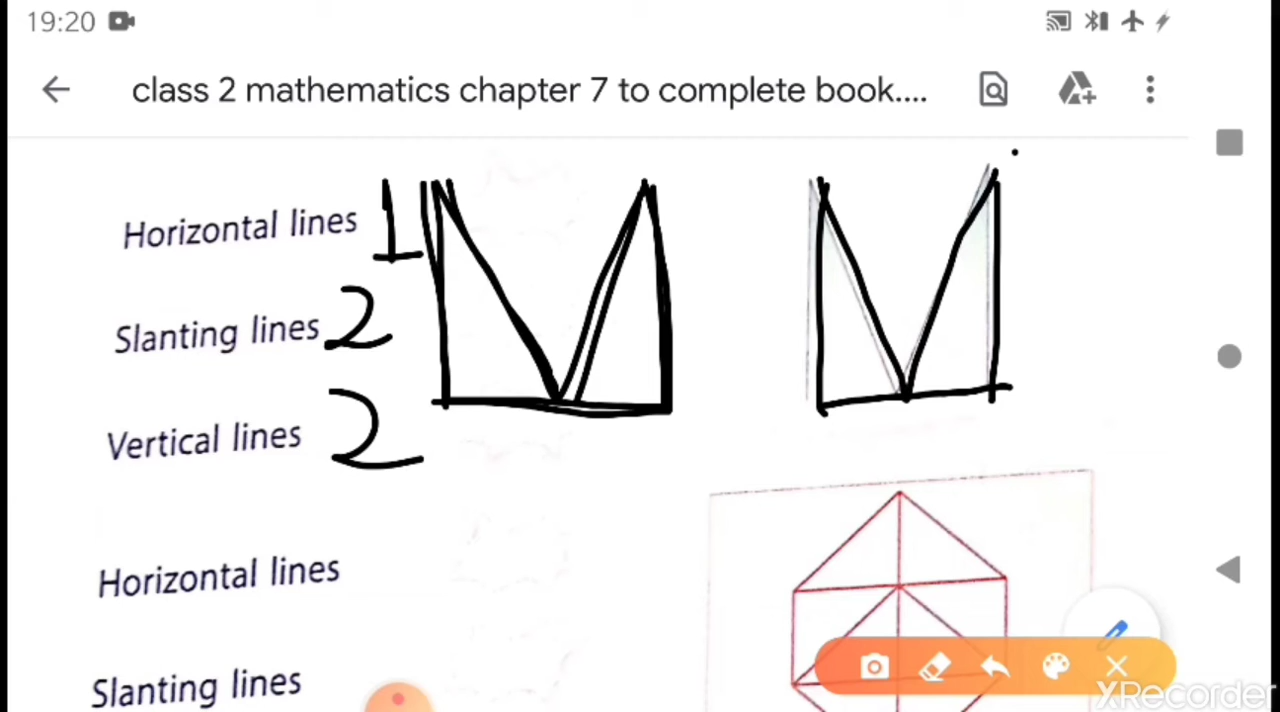 19:20
class 2 mathematics chapter 7 to complete book....
Horizontal lines 1
Slanting lines 2
Vertical lines 2
Horizontal lines
Slanting lines
XRecorder